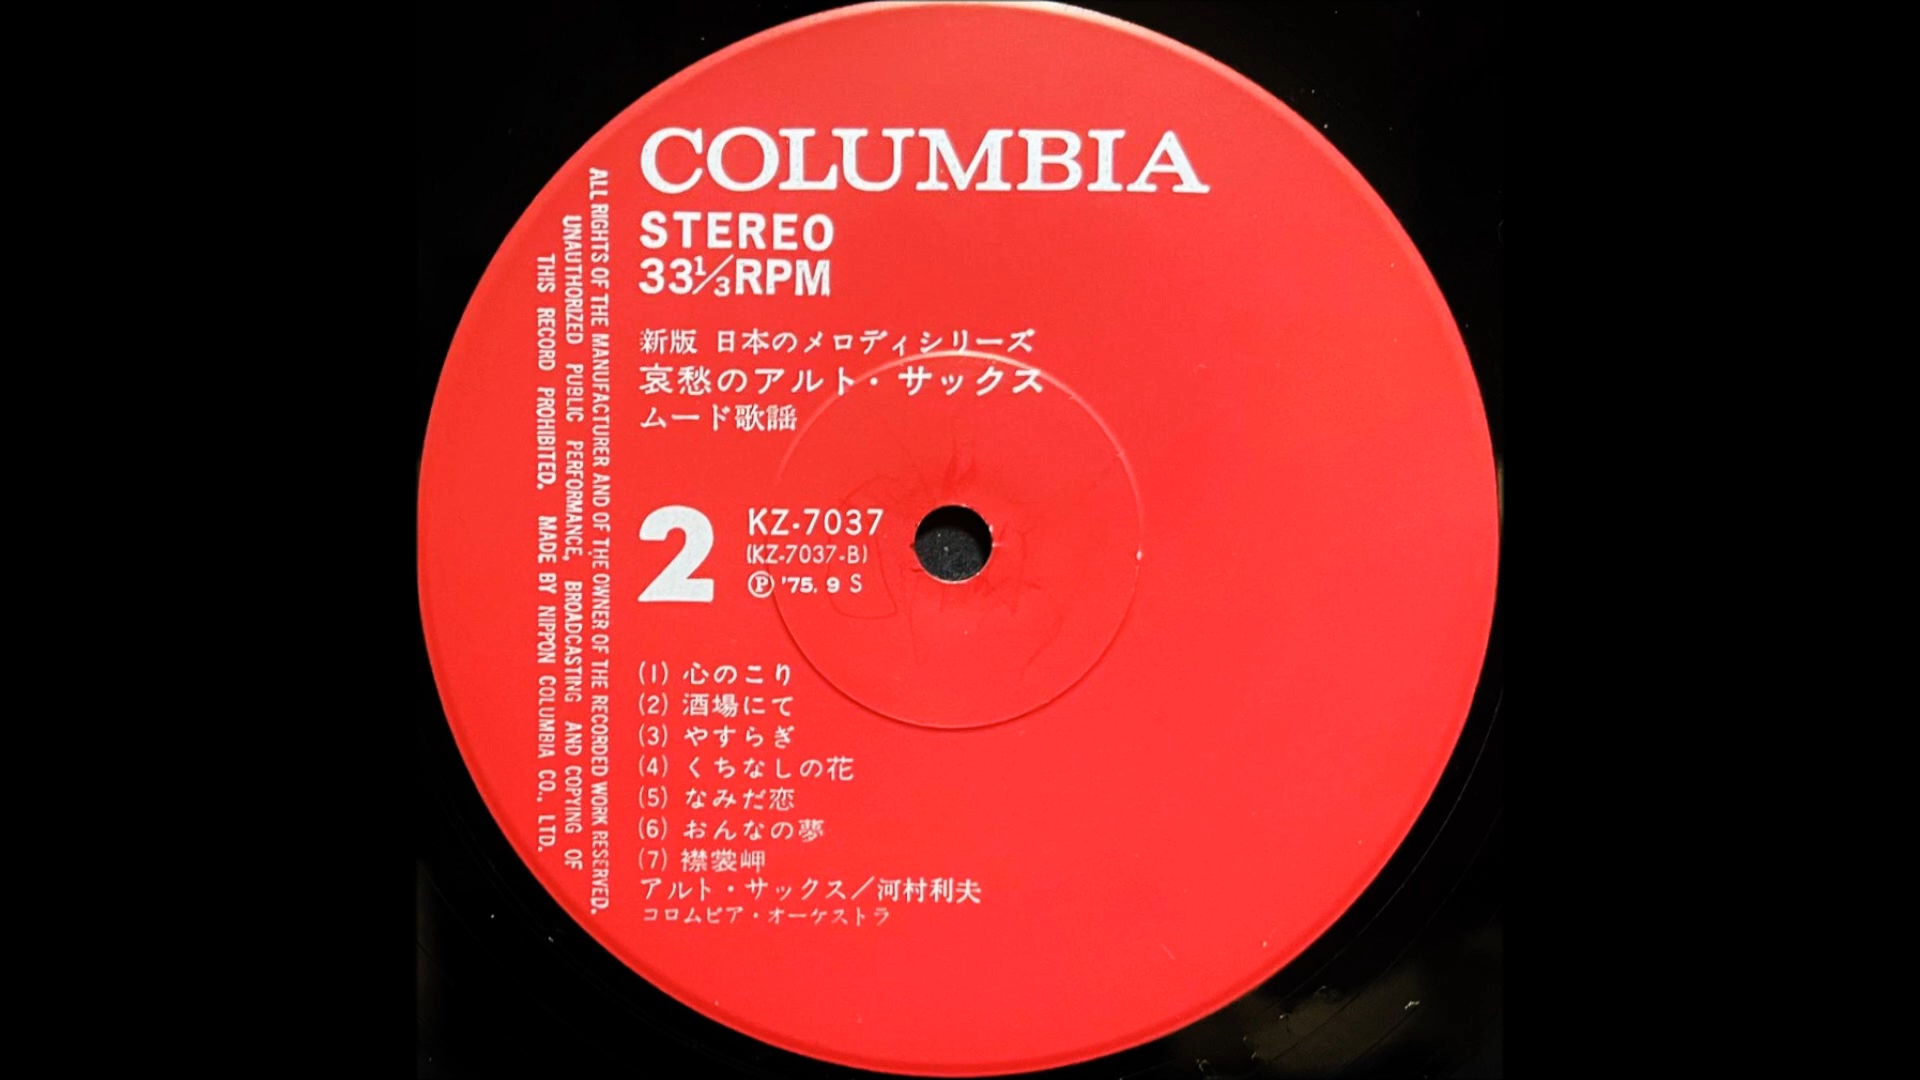 COLUMBIA
STEREO
33 1/3 RPM
新版 日本のメロディシリーズ
哀愁のアルト・サックス
ムード歌謡
2
KZ-7037
(KZ-7037-B)
Ⓟ '75. 9 S
(1) 心のこり
(2) 酒場にて
(3) やすらぎ
(4) くちなしの花
(5) なみだ恋
(6) おんなの夢
(7) 襟裳岬
アルト・サックス/河村利夫
コロムビア・オーケストラ
ALL RIGHTS OF THE MANUFACTURER AND OF THE OWNER OF THE RECORDED WORK RESERVED.
UNAUTHORIZED PUBLIC PERFORMANCE, BROADCASTING AND COPYING OF
THIS RECORD PROHIBITED. MADE BY NIPPON COLUMBIA CO., LTD.